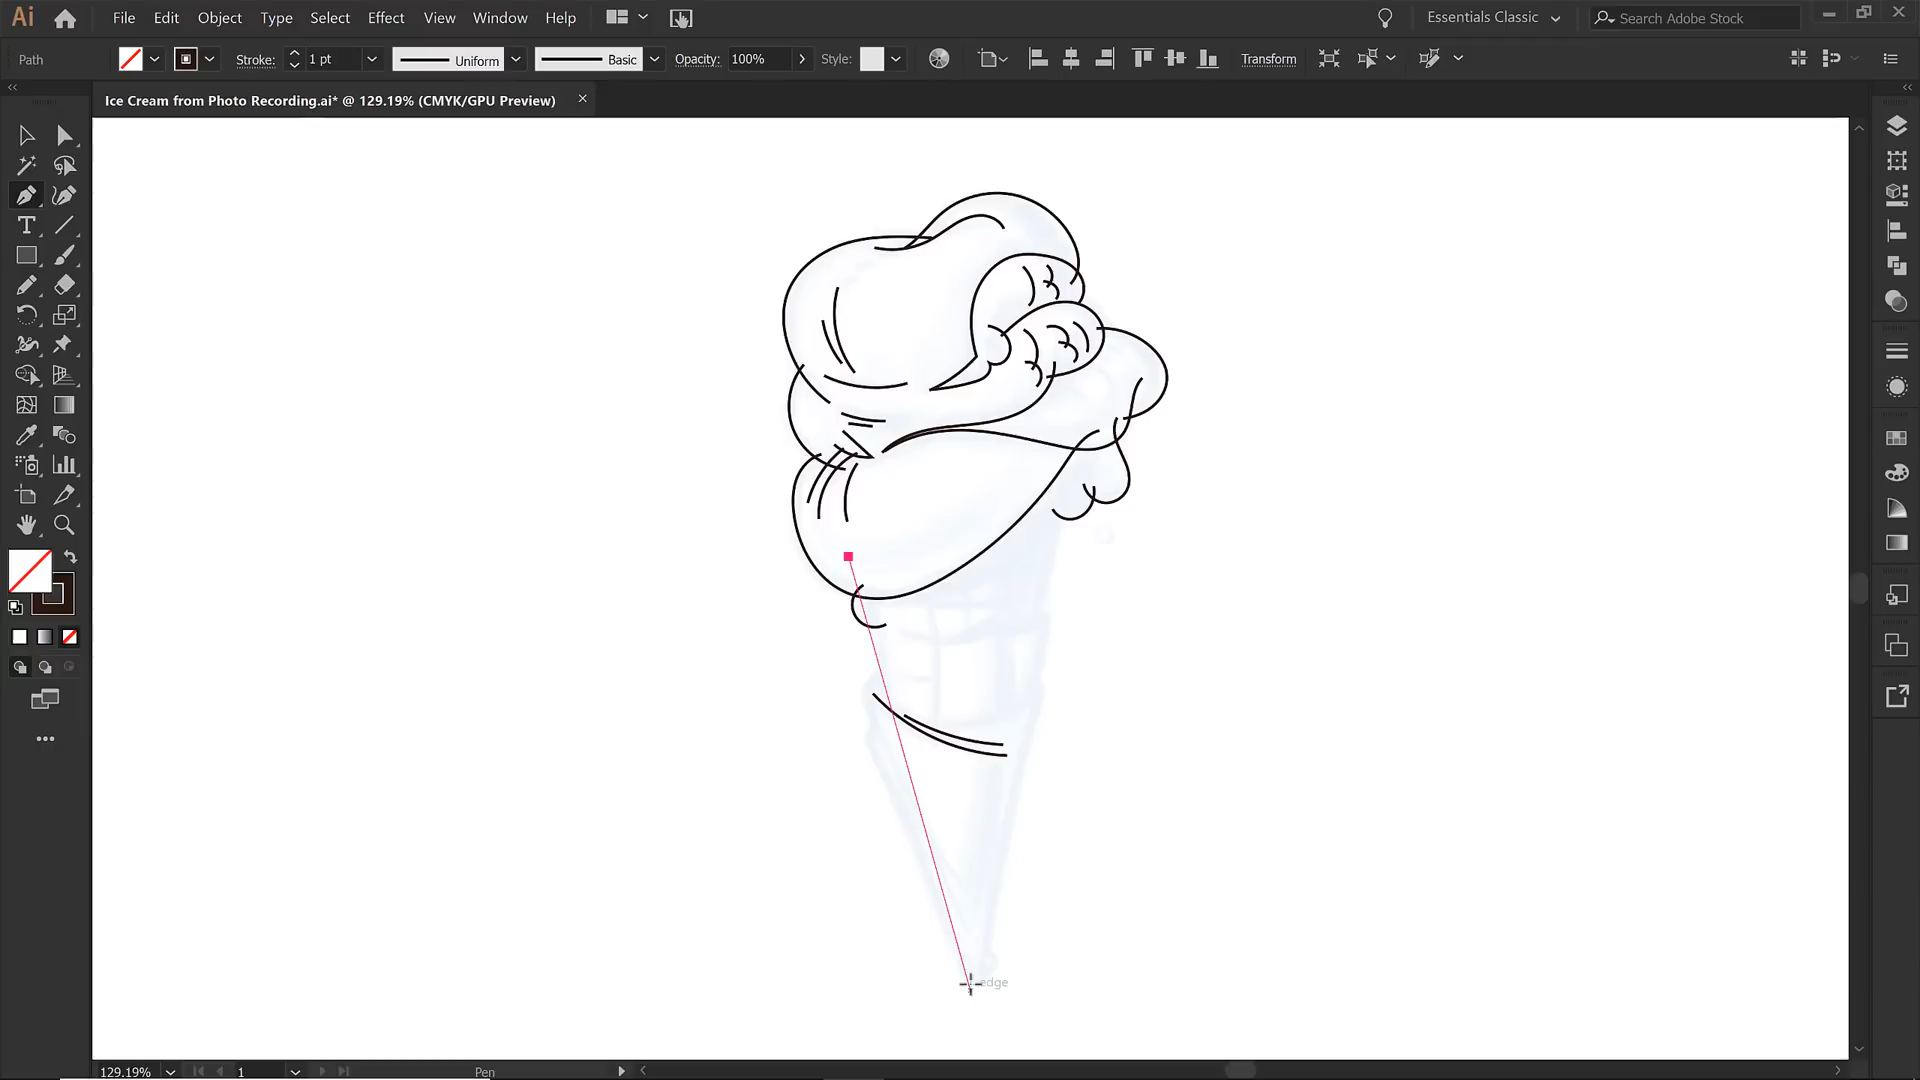 Ai File Edit Object Type Select Effect View Window Help Essentials Classic Search Adobe Stock
Path Stroke: 1 pt Uniform Basic Opacity: 100% Style: Transform
Ice Cream from Photo Recording.ai* @ 129.19% (CMYK/GPU Preview)
edge
129.19% 1 Pen